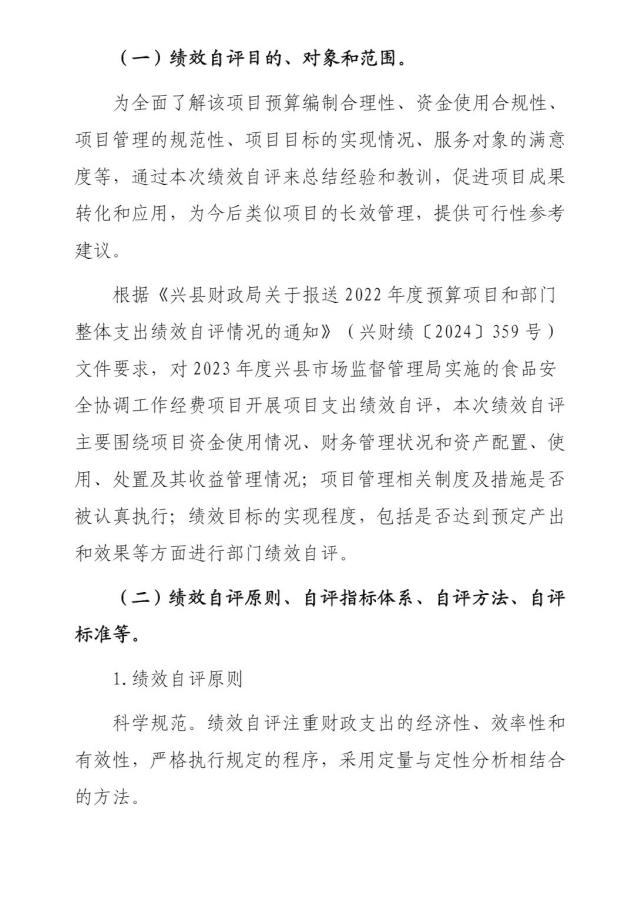 （一）绩效自评目的、对象和范围。
为全面了解该项目预算编制合理性、资金使用合规性、
项目管理的规范性、项目目标的实现情况、服务对象的满意
度等，通过本次绩效自评来总结经验和教训，促进项目成果
转化和应用，为今后类似项目的长效管理，提供可行性参考
建议。
根据《兴县财政局关于报送 2022 年度预算项目和部门
整体支出绩效自评情况的通知》（兴财绩〔2024〕359 号）
文件要求，对 2023 年度兴县市场监督管理局实施的食品安
全协调工作经费项目开展项目支出绩效自评，本次绩效自评
主要围绕项目资金使用情况、财务管理状况和资产配置、使
用、处置及其收益管理情况；项目管理相关制度及措施是否
被认真执行；绩效目标的实现程度，包括是否达到预定产出
和效果等方面进行部门绩效自评。
（二）绩效自评原则、自评指标体系、自评方法、自评
标准等。
1.绩效自评原则
科学规范。绩效自评注重财政支出的经济性、效率性和
有效性，严格执行规定的程序，采用定量与定性分析相结合
的方法。